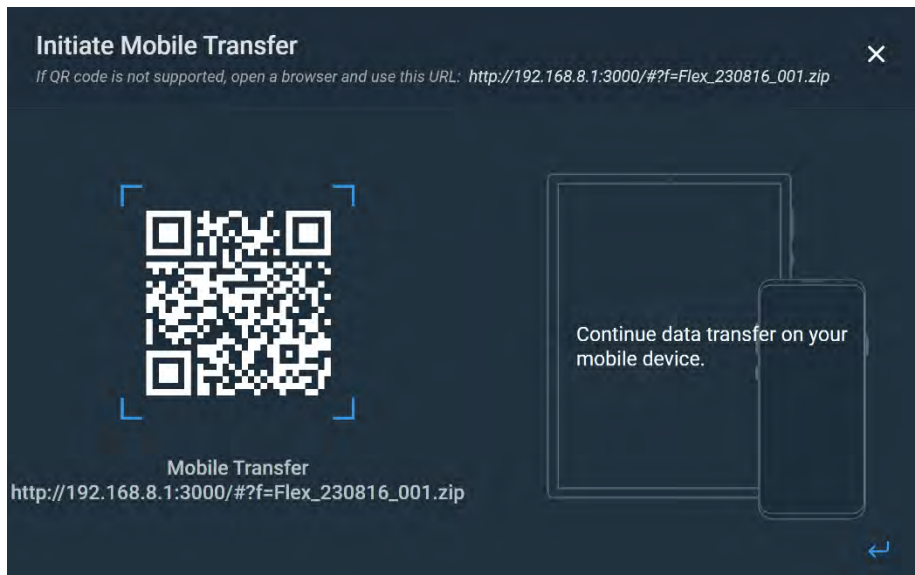 Initiate Mobile Transfer
If QR code is not supported, open a browser and use this URL: http://192.168.8.1:3000/#?f=Flex_230816_001.zip
Continue data transfer on your
mobile device.
Mobile Transfer
http://192.168.8.1:3000/#?f=Flex_230816_001.zip